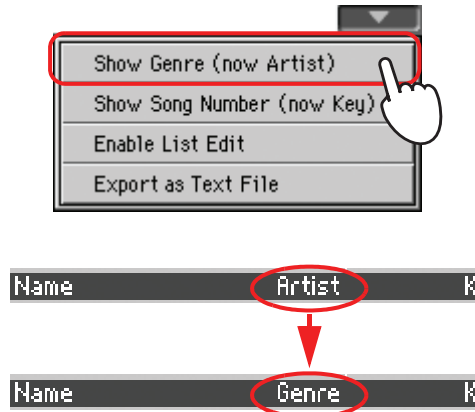 Show Genre (now Artist)
Show Song Number (now Key)
Enable List Edit
Export as Text File
Name Artist K
Name Genre K